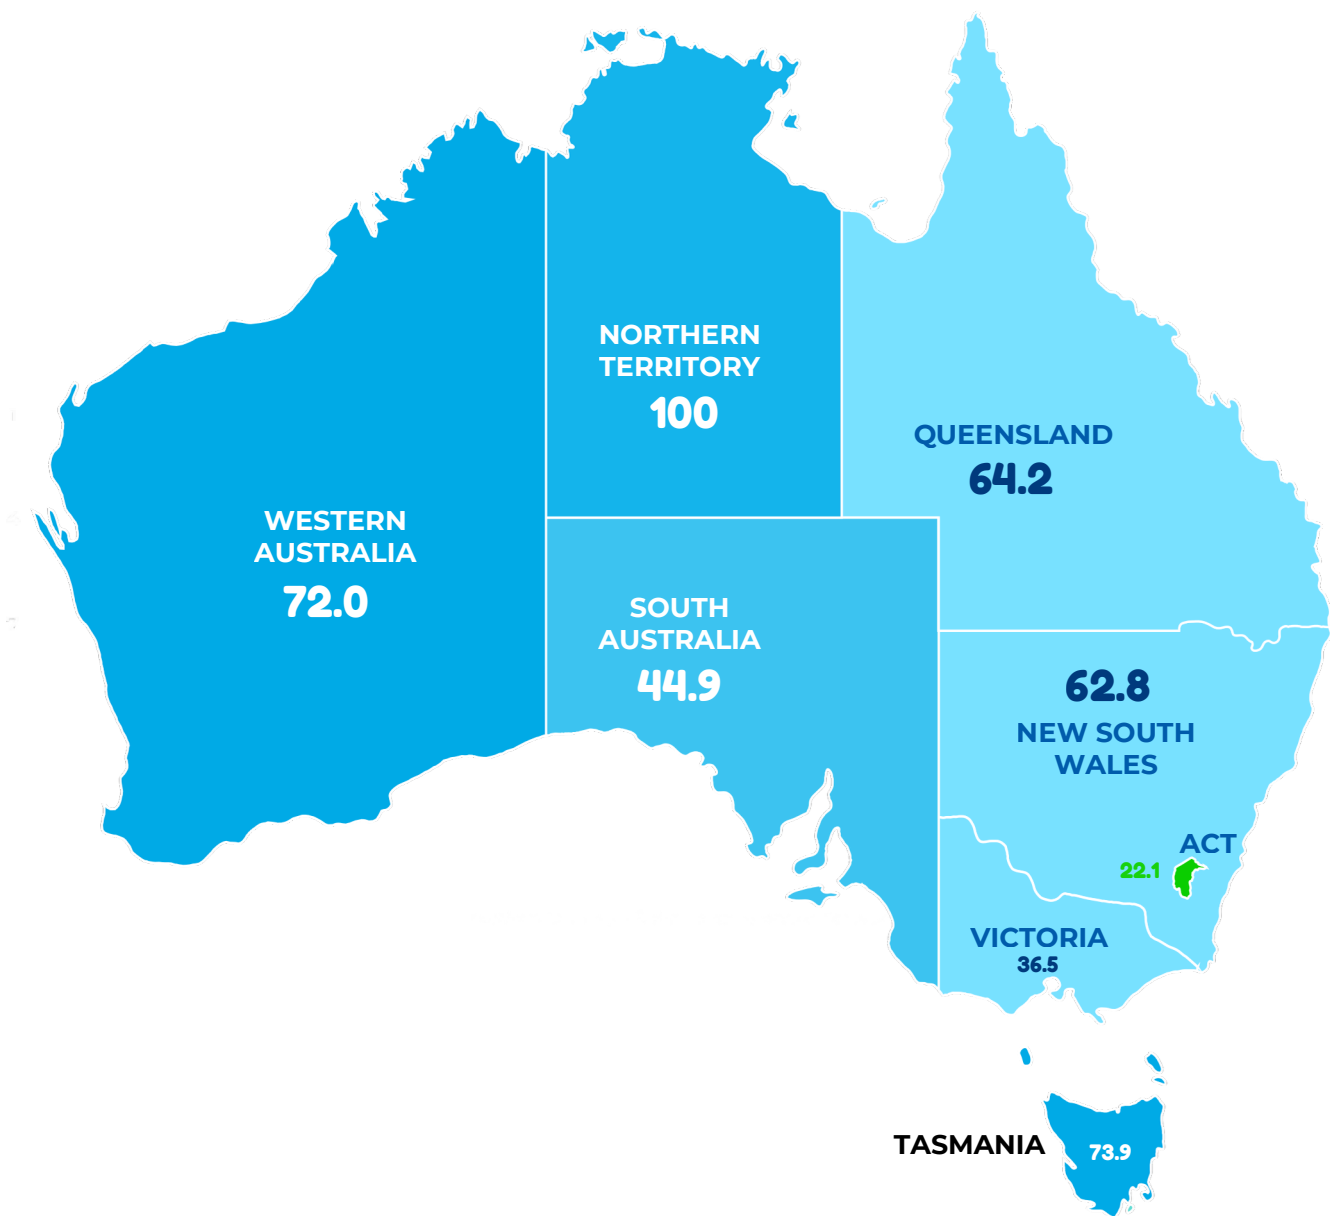 NORTHERN
TERRITORY
100
QUEENSLAND
64.2
WESTERN
AUSTRALIA
72.0
SOUTH
AUSTRALIA
44.9
62.8
NEW SOUTH
WALES
ACT
22.1
VICTORIA
36.5
TASMANIA
73.9